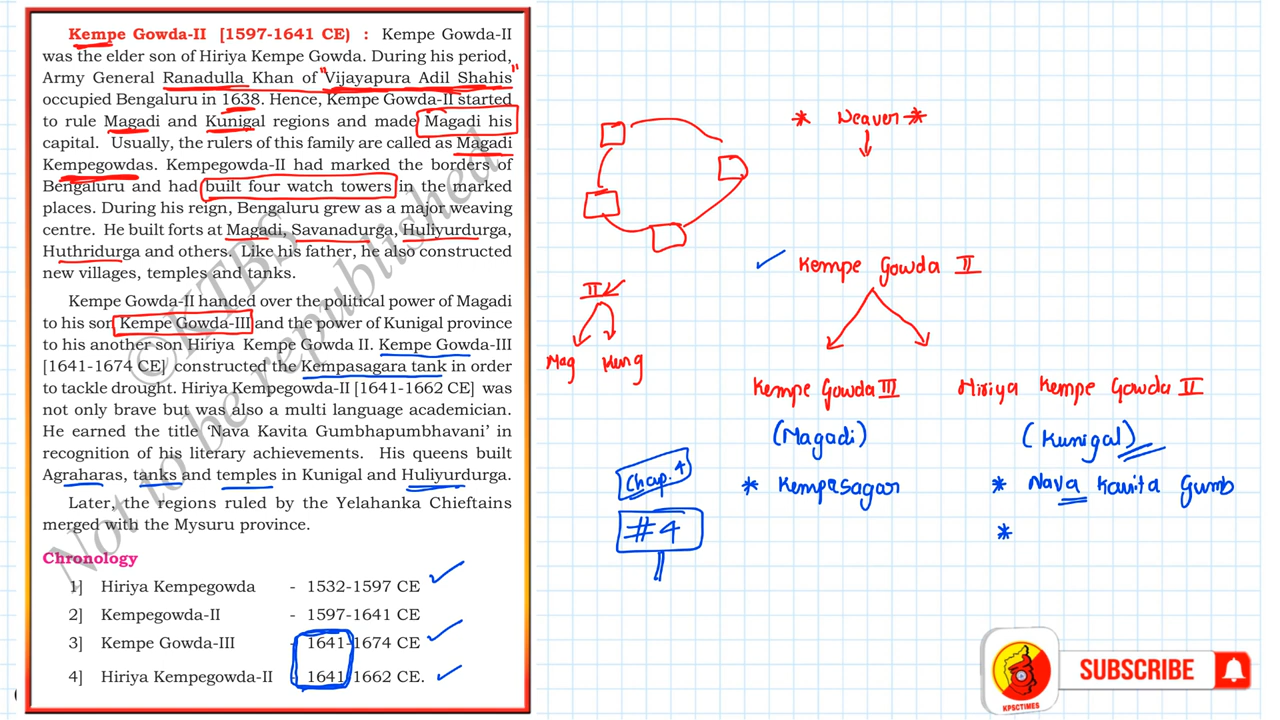 Kempe Gowda-II [1597-1641 CE] : Kempe Gowda-II
was the elder son of Hiriya Kempe Gowda. During his period,
Army General Ranadulla Khan of "Vijayapura Adil Shahis"
occupied Bengaluru in 1638. Hence, Kempe Gowda-II started
to rule Magadi and Kunigal regions and made Magadi his
capital. Usually, the rulers of this family are called as Magadi
Kempegowdas. Kempegowda-II had marked the borders of
Bengaluru and had built four watch towers in the marked
places. During his reign, Bengaluru grew as a major weaving
centre. He built forts at Magadi, Savanadurga, Huliyurdurga,
Huthridurga and others. Like his father, he also constructed
new villages, temples and tanks.
Kempe Gowda-II handed over the political power of Magadi
to his son Kempe Gowda-III and the power of Kunigal province
to his another son Hiriya Kempe Gowda II. Kempe Gowda-III
[1641-1674 CE] constructed the Kempasagara tank in order
to tackle drought. Hiriya Kempegowda-II [1641-1662 CE] was
not only brave but was also a multi language academician.
He earned the title 'Nava Kavita Gumbhapumbhavani' in
recognition of his literary achievements. His queens built
Agraharas, tanks and temples in Kunigal and Huliyurdurga.
Later, the regions ruled by the Yelahanka Chieftains
merged with the Mysuru province.
Chronology
1] Hiriya Kempegowda - 1532-1597 CE
2] Kempegowda-II - 1597-1641 CE
3] Kempe Gowda-III - 1641-1674 CE
4] Hiriya Kempegowda-II - 1641-1662 CE.
©KTBS
Not to be republished
* Weaver *
Kempe Gowda II
II
Mag Kung
Kempe Gowda III
Hiriya Kempe Gowda II
(Magadi)
(Kunigal)
Chap. 4
* Kempasagar
* Nava Kavita Gumb
# 4
*
KPSCTIMES
SUBSCRIBE